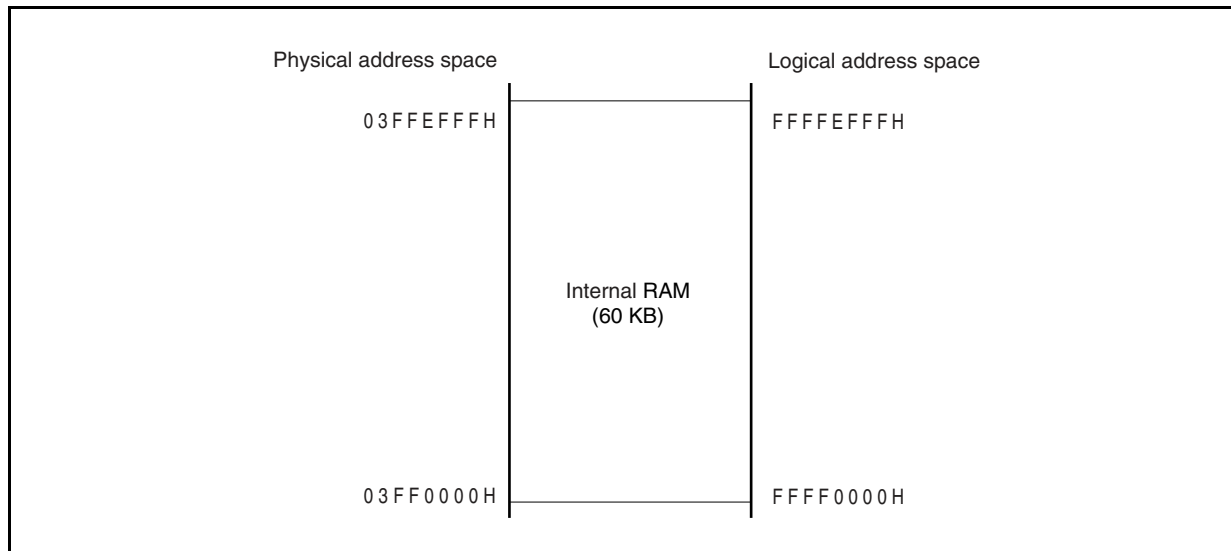 Physical address space
Logical address space
03FFEFFFH
FFFFEFFFH
Internal RAM
(60 KB)
03FF0000H
FFFF0000H